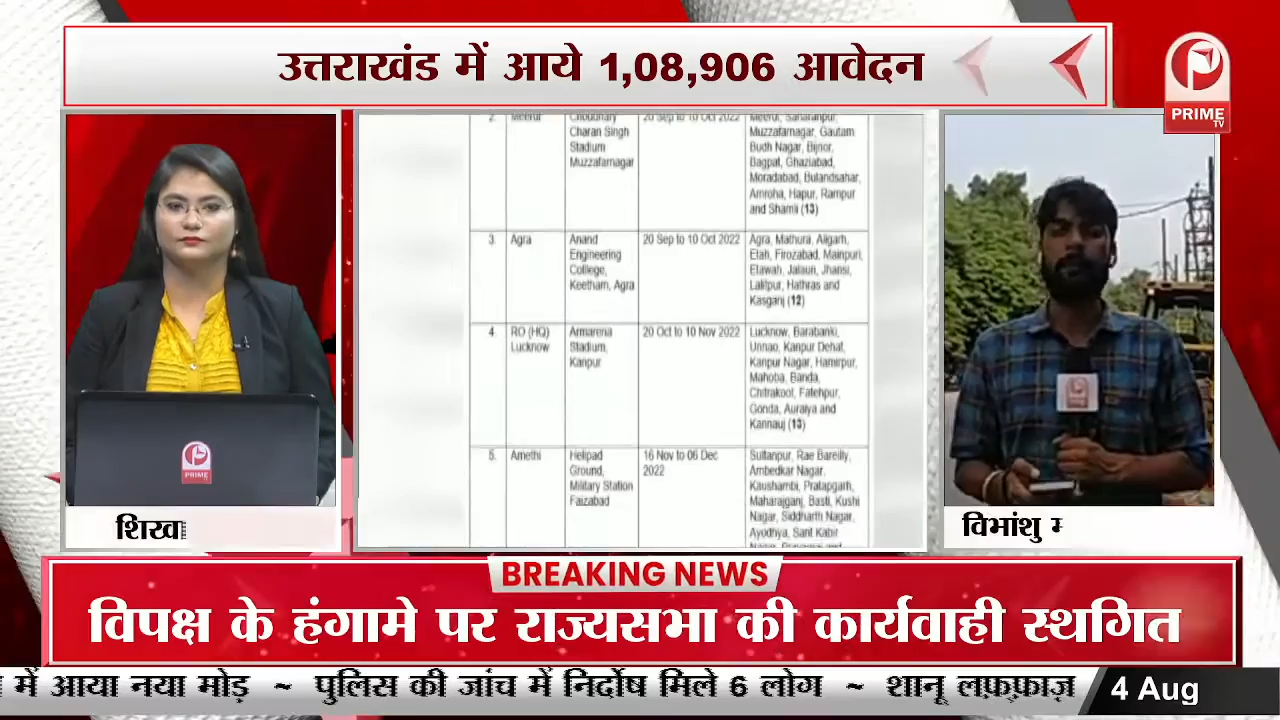 उत्तराखंड में आये 1,08,906 आवेदन
PRIME
TV
2. Meerut Choudhary Charan Singh Stadium Muzzafarnagar 20 Sep to 10 Oct 2022 Meerut, Saharanpur, Muzzafarnagar, Gautam Budh Nagar, Bijnor, Bagpat, Ghaziabad, Moradabad, Bulandsahar, Amroha, Hapur, Rampur and Shamli (13)
3. Agra Anand Engineering College, Keetham, Agra 20 Sep to 10 Oct 2022 Agra, Mathura, Aligarh, Etah, Firozabad, Mainpuri, Etawah, Jalaun, Jhansi, Lalitpur, Hathras and Kasganj (12)
4. RO (HQ) Lucknow Armarena Stadium, Kanpur 20 Oct to 10 Nov 2022 Lucknow, Barabanki, Unnao, Kanpur Dehat, Kanpur Nagar, Hamirpur, Mahoba, Banda, Chitrakoot, Fatehpur, Gonda, Auraiya and Kannauj (13)
5. Amethi Helipad Ground, Military Station Faizabad 16 Nov to 06 Dec 2022 Sultanpur, Rae Bareilly, Ambedkar Nagar, Kaushambi, Pratapgarh, Maharajganj, Basti, Kushi Nagar, Siddharth Nagar, Ayodhya, Sant Kabir
PRIME
शिख
विभांशु
BREAKING NEWS
विपक्ष के हंगामे पर राज्यसभा की कार्यवाही स्थगित
में आया नया मोड़ ~ पुलिस की जांच में निर्दोष मिले 6 लोग ~ शानू लफ़्फ़ाज़
4 Aug